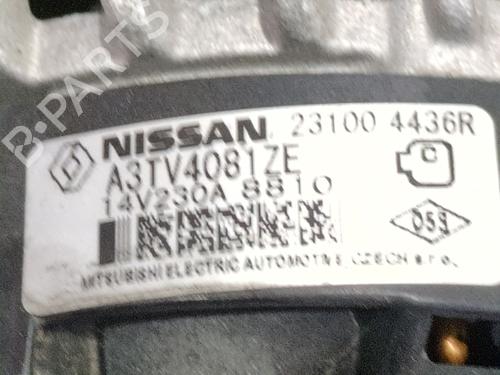 NISSAN 23100 4436R
A3TV4081ZE
14V230A 8810
059
MITSUBISHI ELECTRIC AUTOMOTIVE CZECH s.r.o.
B-PARTS